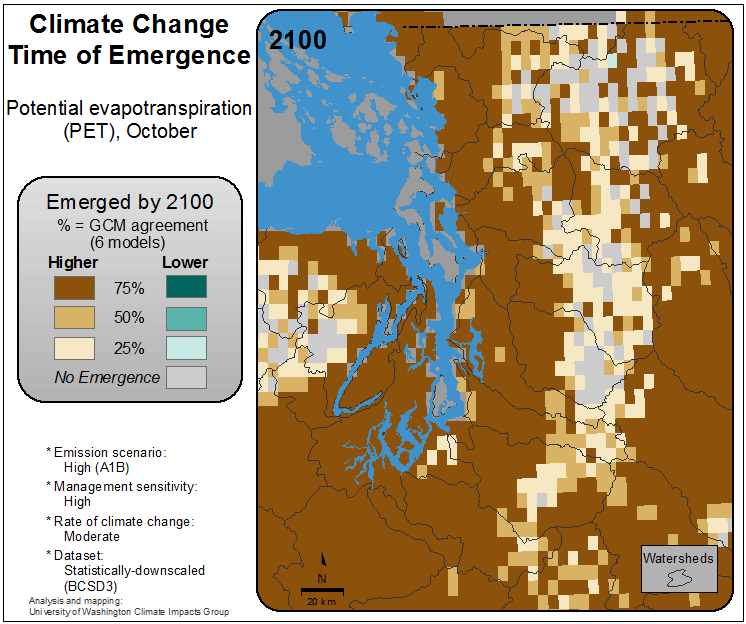 Climate Change
Time of Emergence
Potential evapotranspiration
(PET), October
Emerged by 2100
% = GCM agreement
(6 models)
Higher Lower
75%
50%
25%
No Emergence
* Emission scenario:
High (A1B)
* Management sensitivity:
High
* Rate of climate change:
Moderate
* Dataset:
Statistically-downscaled
(BCSD3)
Analysis and mapping:
University of Washington Climate Impacts Group
2100
N
20 km
Watersheds